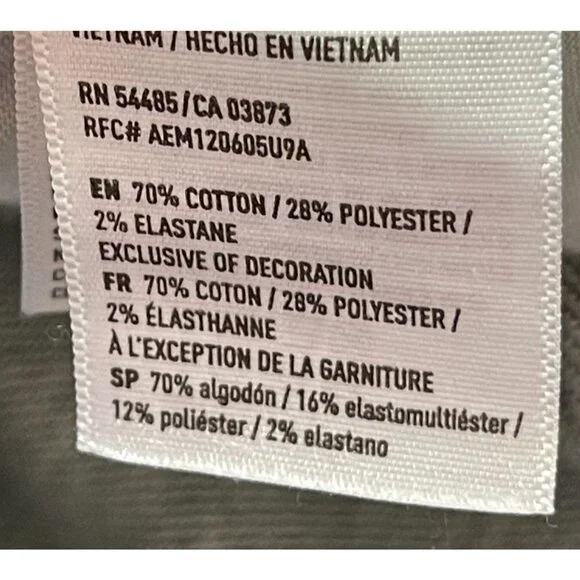 VIETNAM / HECHO EN VIETNAM
RN 54485 / CA 03873
RFC# AEM120605U9A
EN 70% COTTON / 28% POLYESTER /
2% ELASTANE
EXCLUSIVE OF DECORATION
FR 70% COTON / 28% POLYESTER /
2% ÉLASTHANNE
À L'EXCEPTION DE LA GARNITURE
SP 70% algodón / 16% elastomultiéster /
12% poliéster / 2% elastano